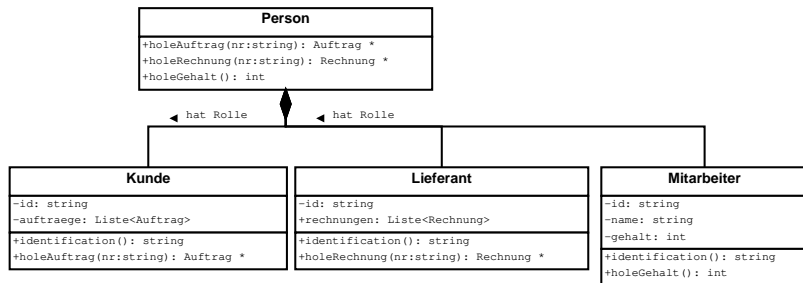 Person
+holeAuftrag(nr:string): Auftrag *
+holeRechnung(nr:string): Rechnung *
+holeGehalt(): int
◄ hat Rolle
◄ hat Rolle
Kunde
-id: string
-auftraege: Liste<Auftrag>
+identification(): string
+holeAuftrag(nr:string): Auftrag *
Lieferant
-id: string
+rechnungen: Liste<Rechnung>
+identification(): string
+holeRechnung(nr:string): Rechnung *
Mitarbeiter
-id: string
-name: string
-gehalt: int
+identification(): string
+holeGehalt(): int